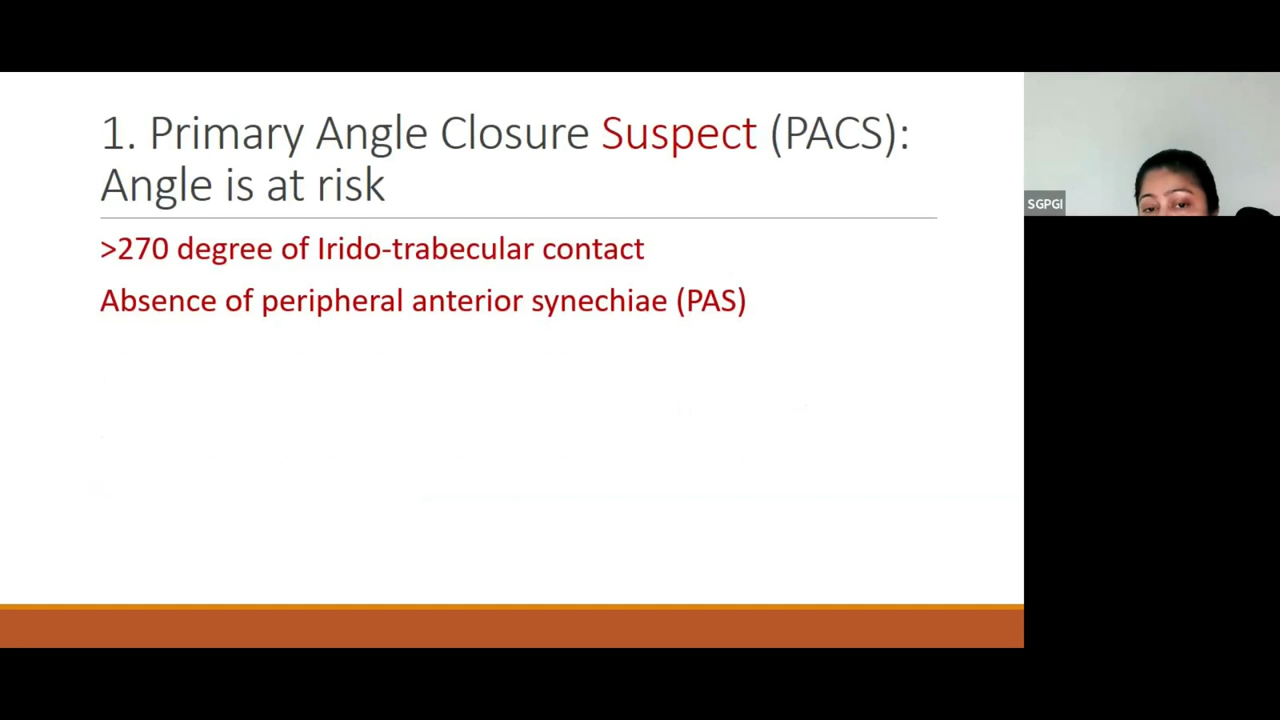 1. Primary Angle Closure Suspect (PACS):
Angle is at risk
>270 degree of Irido-trabecular contact
Absence of peripheral anterior synechiae (PAS)
SGPGI